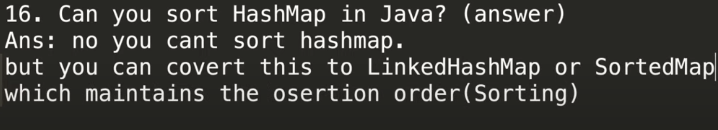 16. Can you sort HashMap in Java? (answer)
Ans: no you cant sort hashmap.
but you can covert this to LinkedHashMap or SortedMap
which maintains the osertion order(Sorting)